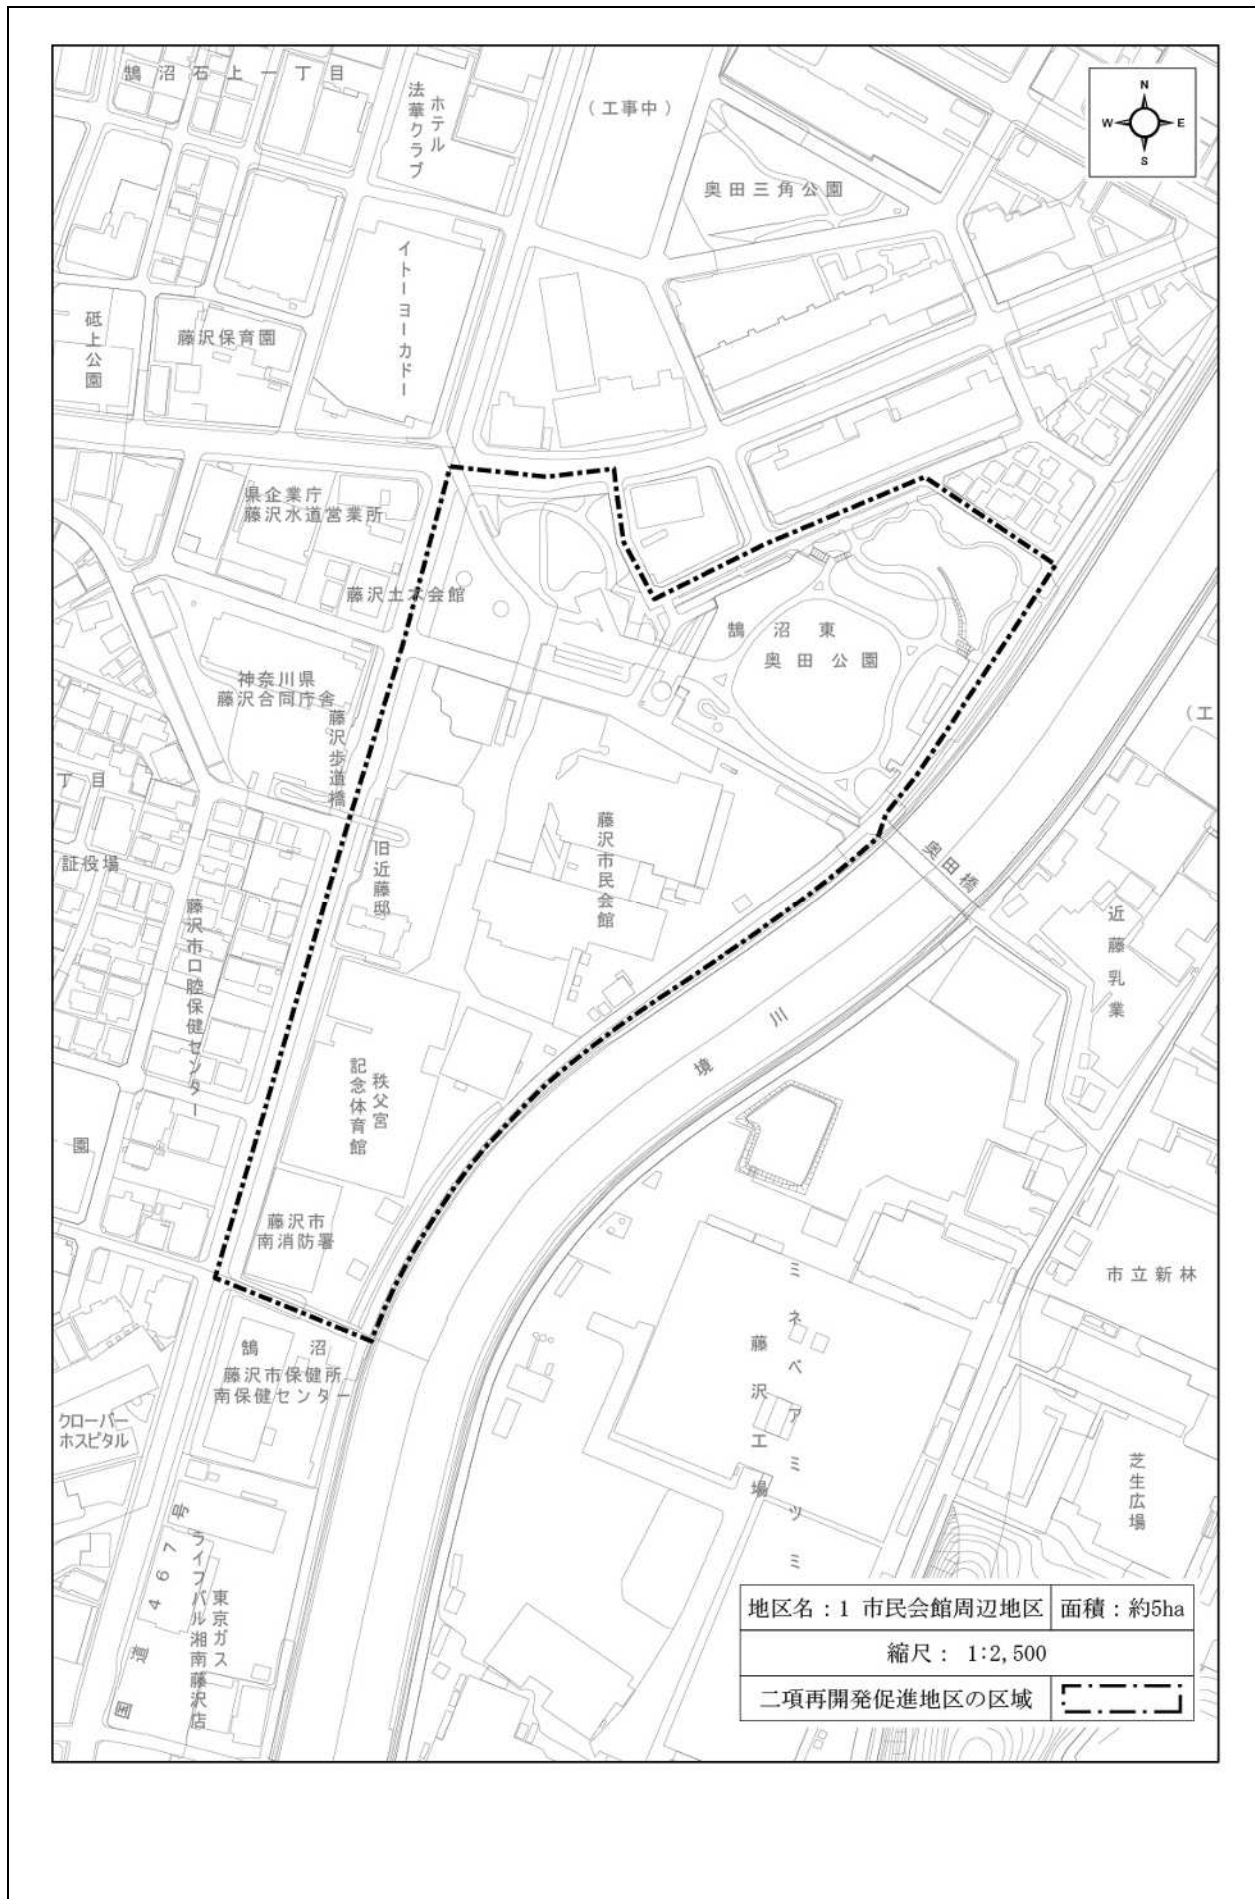 鵠沼石上一丁目
ホテル
法華クラブ
(工事中)
N
W
E
S
奥田三角公園
イトーヨーカドー
砥上公園
藤沢保育園
県企業庁
藤沢水道営業所
藤沢土木会館
鵠沼東
奥田公園
神奈川県
藤沢合同庁舎
藤沢歩道橋
(工
丁目
証役場
旧近藤邸
藤沢市民会館
奥田橋
近藤乳業
藤沢市口腔保健センター
境川
秩父宮
記念体育館
園
藤沢市
南消防署
市立新林
鵠沼
藤沢市保健所
南保健センター
ミネベアミツミ
藤沢工場
クローバー
ホスピタル
芝生広場
国道467号
東京ガス
ライフバル湘南藤沢店
地区名：1 市民会館周辺地区
面積：約5ha
縮尺： 1:2,500
二項再開発促進地区の区域